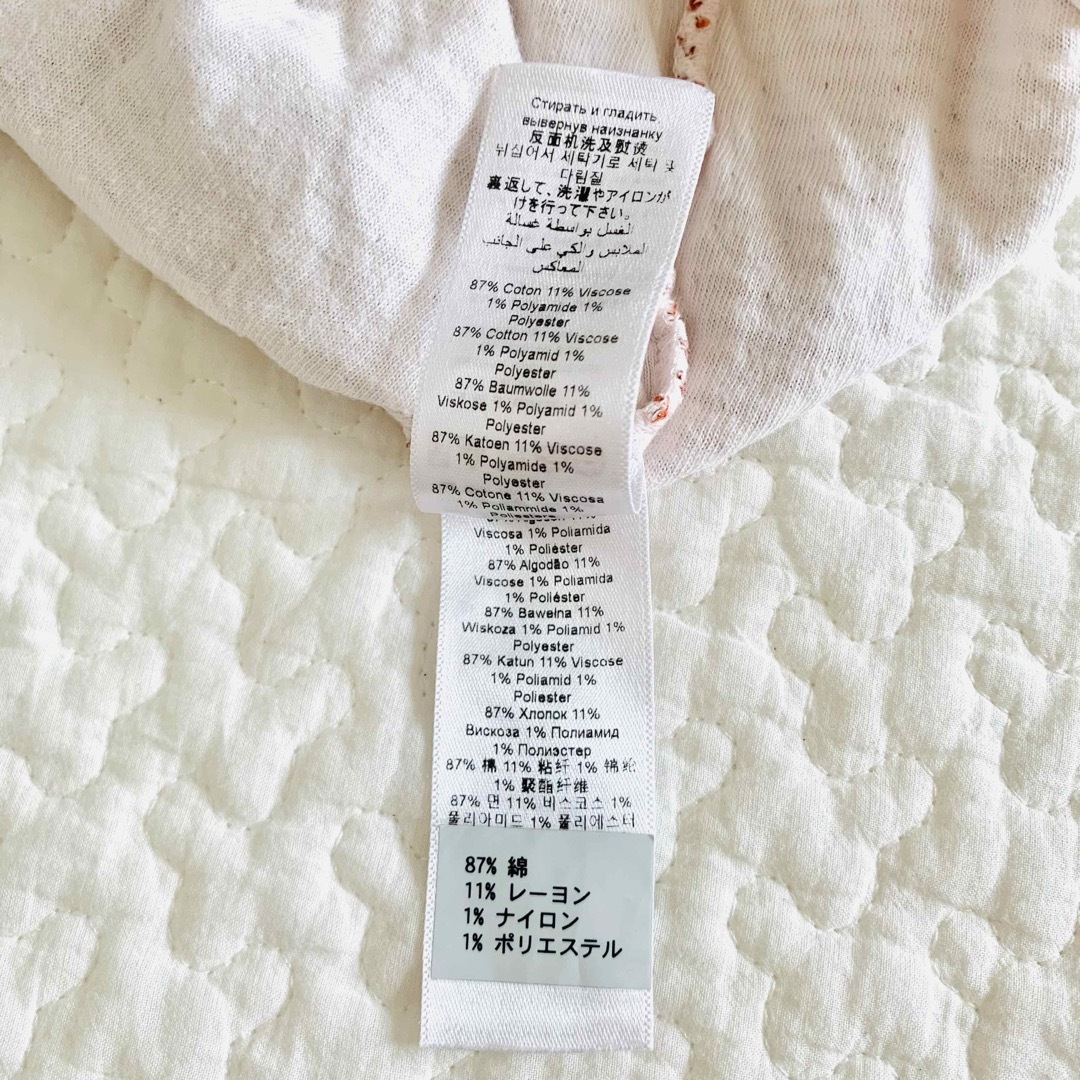 Стирать и гладить
вывернув наизнанку
反面机洗及熨烫
뒤집어서 세탁기로 세탁 및
다림질
裏返して、洗濯やアイロンが
けを行って下さい。
الغسل بواسطة غسالة
الملابس والكي على الجانب
المعاكس
87% Coton 11% Viscose
1% Polyamide 1%
Polyester
87% Cotton 11% Viscose
1% Polyamid 1%
Polyester
87% Baumwolle 11%
Viskose 1% Polyamid 1%
Polyester
87% Katoen 11% Viscose
1% Polyamide 1%
Polyester
87% Cotone 11% Viscosa
1% Poliammide 1%
Poliestere
Viscosa 1% Poliamida
1% Poliéster
87% Algodão 11%
Viscose 1% Poliamida
1% Poliéster
87% Bawełna 11%
Wiskoza 1% Poliamid 1%
Polyester
87% Katun 11% Viscose
1% Poliamid 1%
Poliester
87% Хлопок 11%
Вискоза 1% Полиамид
1% Полиэстер
87% 棉 11% 粘纤 1% 锦纶
1% 聚酯纤维
87% 면 11% 비스코스 1%
폴리아미드 1% 폴리에스터
87% 綿
11% レーヨン
1% ナイロン
1% ポリエステル